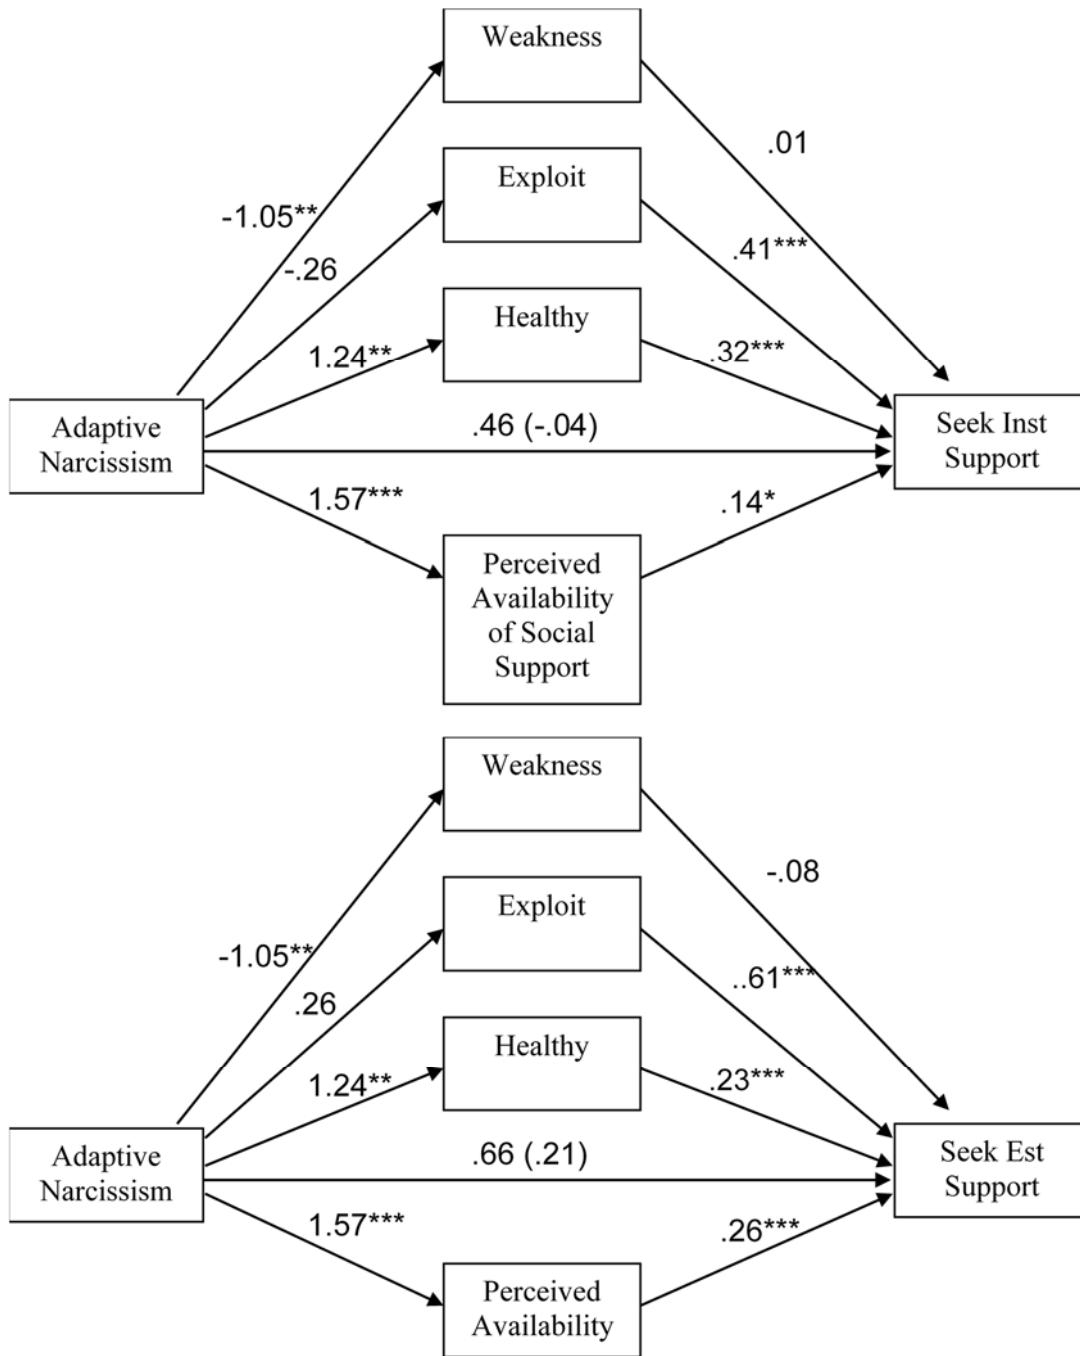 Weakness
.01
Exploit
-1.05**
.41***
-.26
Healthy
1.24**
.32***
Adaptive
Narcissism
.46 (-.04)
Seek Inst
Support
1.57***
.14*
Perceived
Availability
of Social
Support
Weakness
-.08
Exploit
-1.05**
..61***
.26
Healthy
1.24**
.23***
Adaptive
Narcissism
.66 (.21)
Seek Est
Support
1.57***
.26***
Perceived
Availability